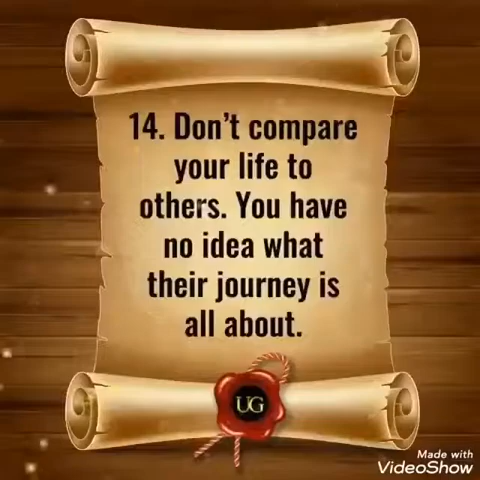 14. Don't compare
your life to
others. You have
no idea what
their journey is
all about.
UG
Made with
VideoShow